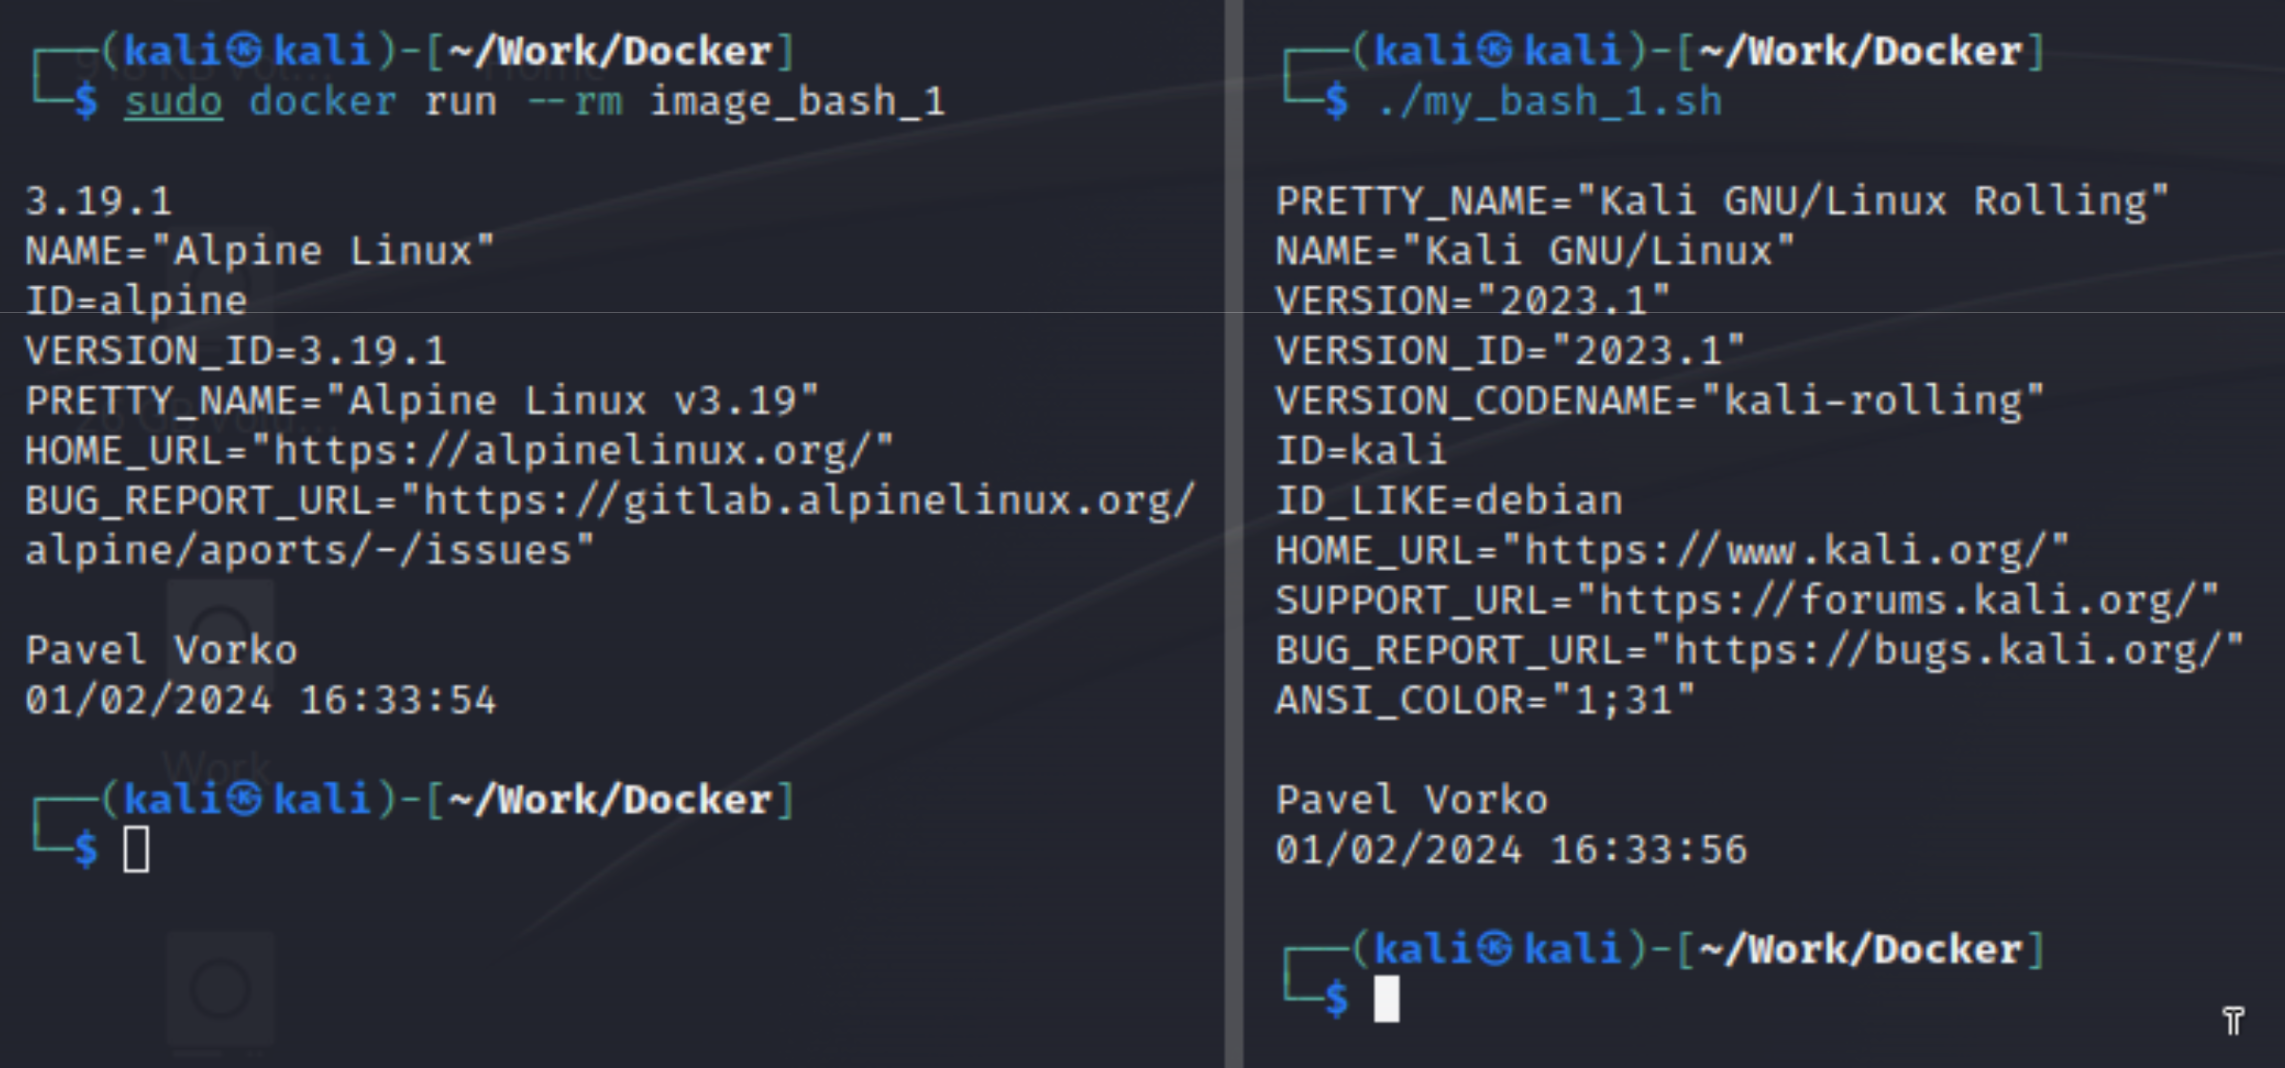 (kali㉿kali)-[~/Work/Docker]
$ sudo docker run --rm image_bash_1
3.19.1
NAME="Alpine Linux"
ID=alpine
VERSION_ID=3.19.1
PRETTY_NAME="Alpine Linux v3.19"
HOME_URL="https://alpinelinux.org/"
BUG_REPORT_URL="https://gitlab.alpinelinux.org/
alpine/aports/-/issues"
Pavel Vorko
01/02/2024 16:33:54
(kali㉿kali)-[~/Work/Docker]
$
(kali㉿kali)-[~/Work/Docker]
$ ./my_bash_1.sh
PRETTY_NAME="Kali GNU/Linux Rolling"
NAME="Kali GNU/Linux"
VERSION="2023.1"
VERSION_ID="2023.1"
VERSION_CODENAME="kali-rolling"
ID=kali
ID_LIKE=debian
HOME_URL="https://www.kali.org/"
SUPPORT_URL="https://forums.kali.org/"
BUG_REPORT_URL="https://bugs.kali.org/"
ANSI_COLOR="1;31"
Pavel Vorko
01/02/2024 16:33:56
(kali㉿kali)-[~/Work/Docker]
$
Home
Work